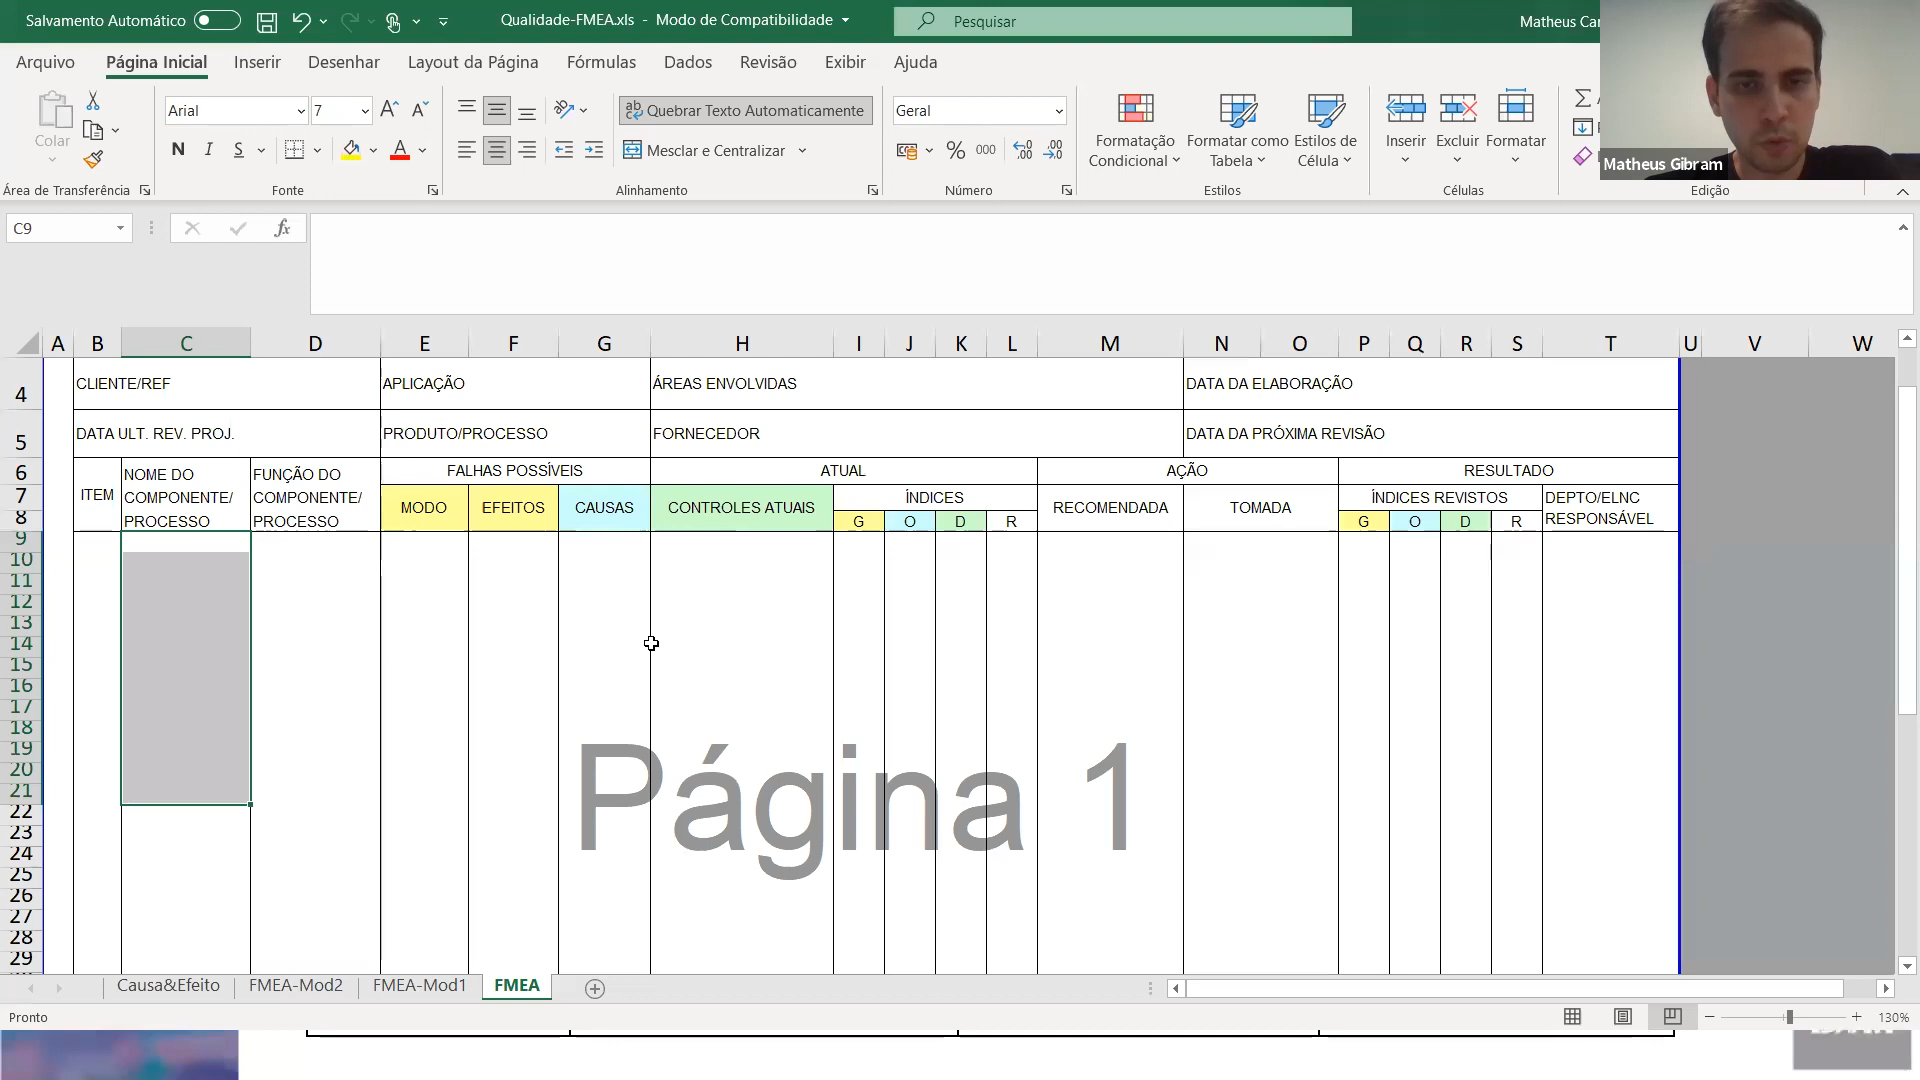 Salvamento Automático
Qualidade-FMEA.xls - Modo de Compatibilidade
Pesquisar
Matheus Car
Arquivo
Página Inicial
Inserir
Desenhar
Layout da Página
Fórmulas
Dados
Revisão
Exibir
Ajuda
Colar
Arial
7
N I S
Quebrar Texto Automaticamente
Mesclar e Centralizar
Geral
% 000
Formatação Condicional
Formatar como Tabela
Estilos de Célula
Inserir
Excluir
Formatar
Matheus Gibram
Área de Transferência
Fonte
Alinhamento
Número
Estilos
Células
Edição
C9
fx
A B C D E F G H I J K L M N O P Q R S T U V W
4 CLIENTE/REF APLICAÇÃO ÁREAS ENVOLVIDAS DATA DA ELABORAÇÃO
5 DATA ULT. REV. PROJ. PRODUTO/PROCESSO FORNECEDOR DATA DA PRÓXIMA REVISÃO
6 ITEM NOME DO COMPONENTE/ PROCESSO FUNÇÃO DO COMPONENTE/ PROCESSO FALHAS POSSÍVEIS ATUAL AÇÃO RESULTADO
7 MODO EFEITOS CAUSAS CONTROLES ATUAIS ÍNDICES RECOMENDADA TOMADA ÍNDICES REVISTOS DEPTO/ELNC RESPONSÁVEL
8 G O D R G O D R
9
10
11
12
13
14
15
16
17
18
19
20
21
22
23
24
25
26
27
28
29
Página 1
Causa&Efeito
FMEA-Mod2
FMEA-Mod1
FMEA
Pronto
130%